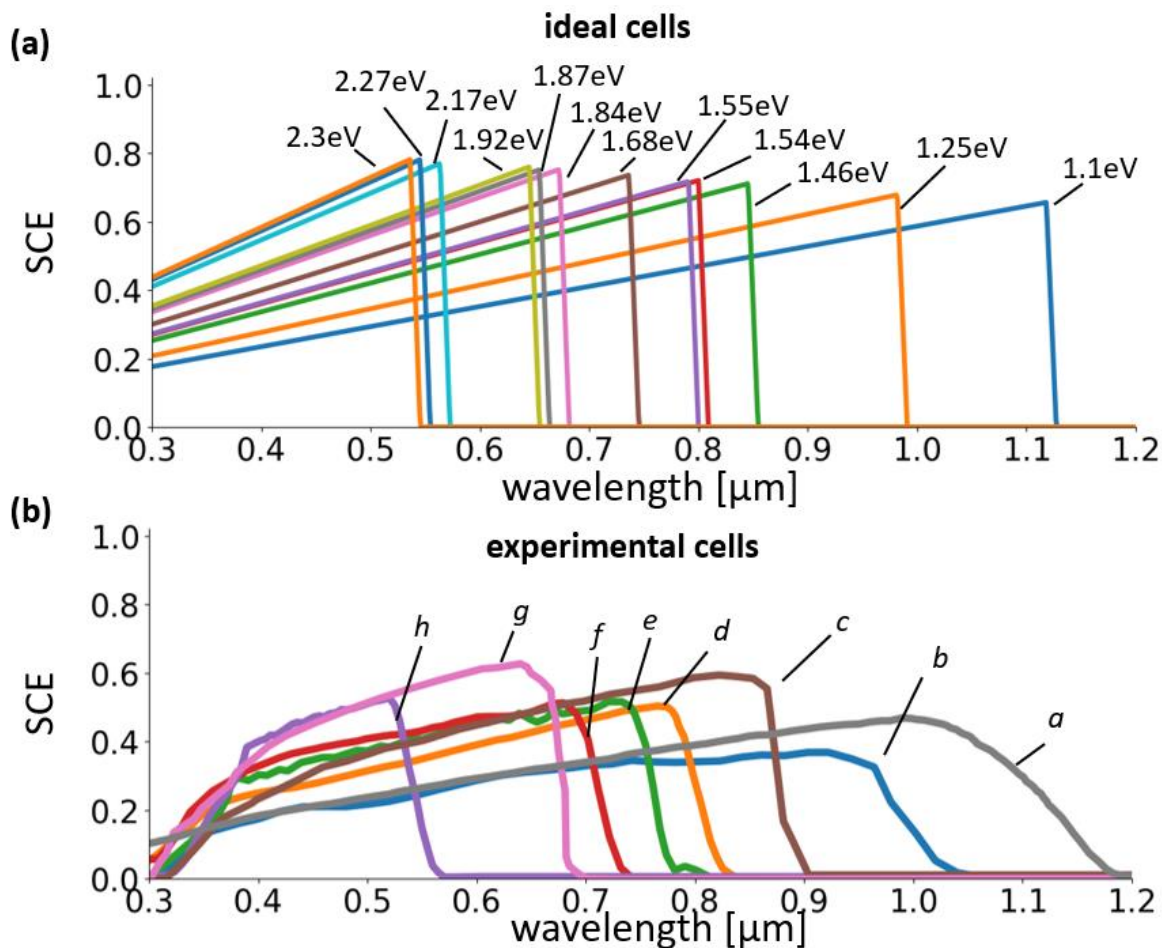 (a)
ideal cells
1.0
0.8
0.6
0.4
0.2
0.0
SCE
2.3eV
2.27eV
2.17eV
1.92eV
1.87eV
1.84eV
1.68eV
1.55eV
1.54eV
1.46eV
1.25eV
1.1eV
0.3 0.4 0.5 0.6 0.7 0.8 0.9 1.0 1.1 1.2
wavelength [µm]
(b)
experimental cells
1.0
0.8
0.6
0.4
0.2
0.0
SCE
h
g
f
e
d
c
b
a
0.3 0.4 0.5 0.6 0.7 0.8 0.9 1.0 1.1 1.2
wavelength [µm]